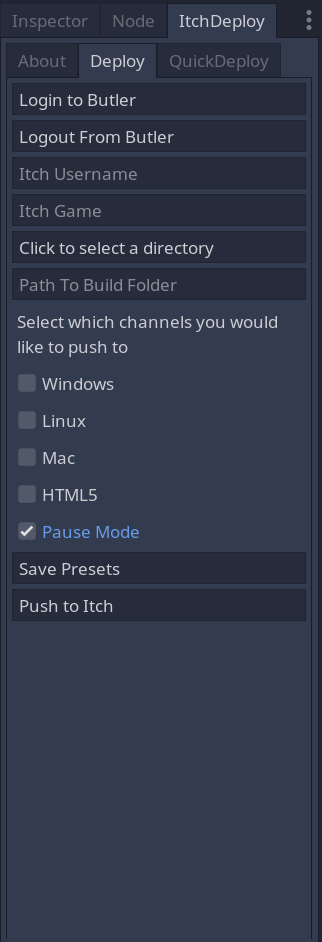 Inspector Node ItchDeploy
About Deploy QuickDeploy
Login to Butler
Logout From Butler
Itch Username
Itch Game
Click to select a directory
Path To Build Folder
Select which channels you would
like to push to
Windows
Linux
Mac
HTML5
Pause Mode
Save Presets
Push to Itch